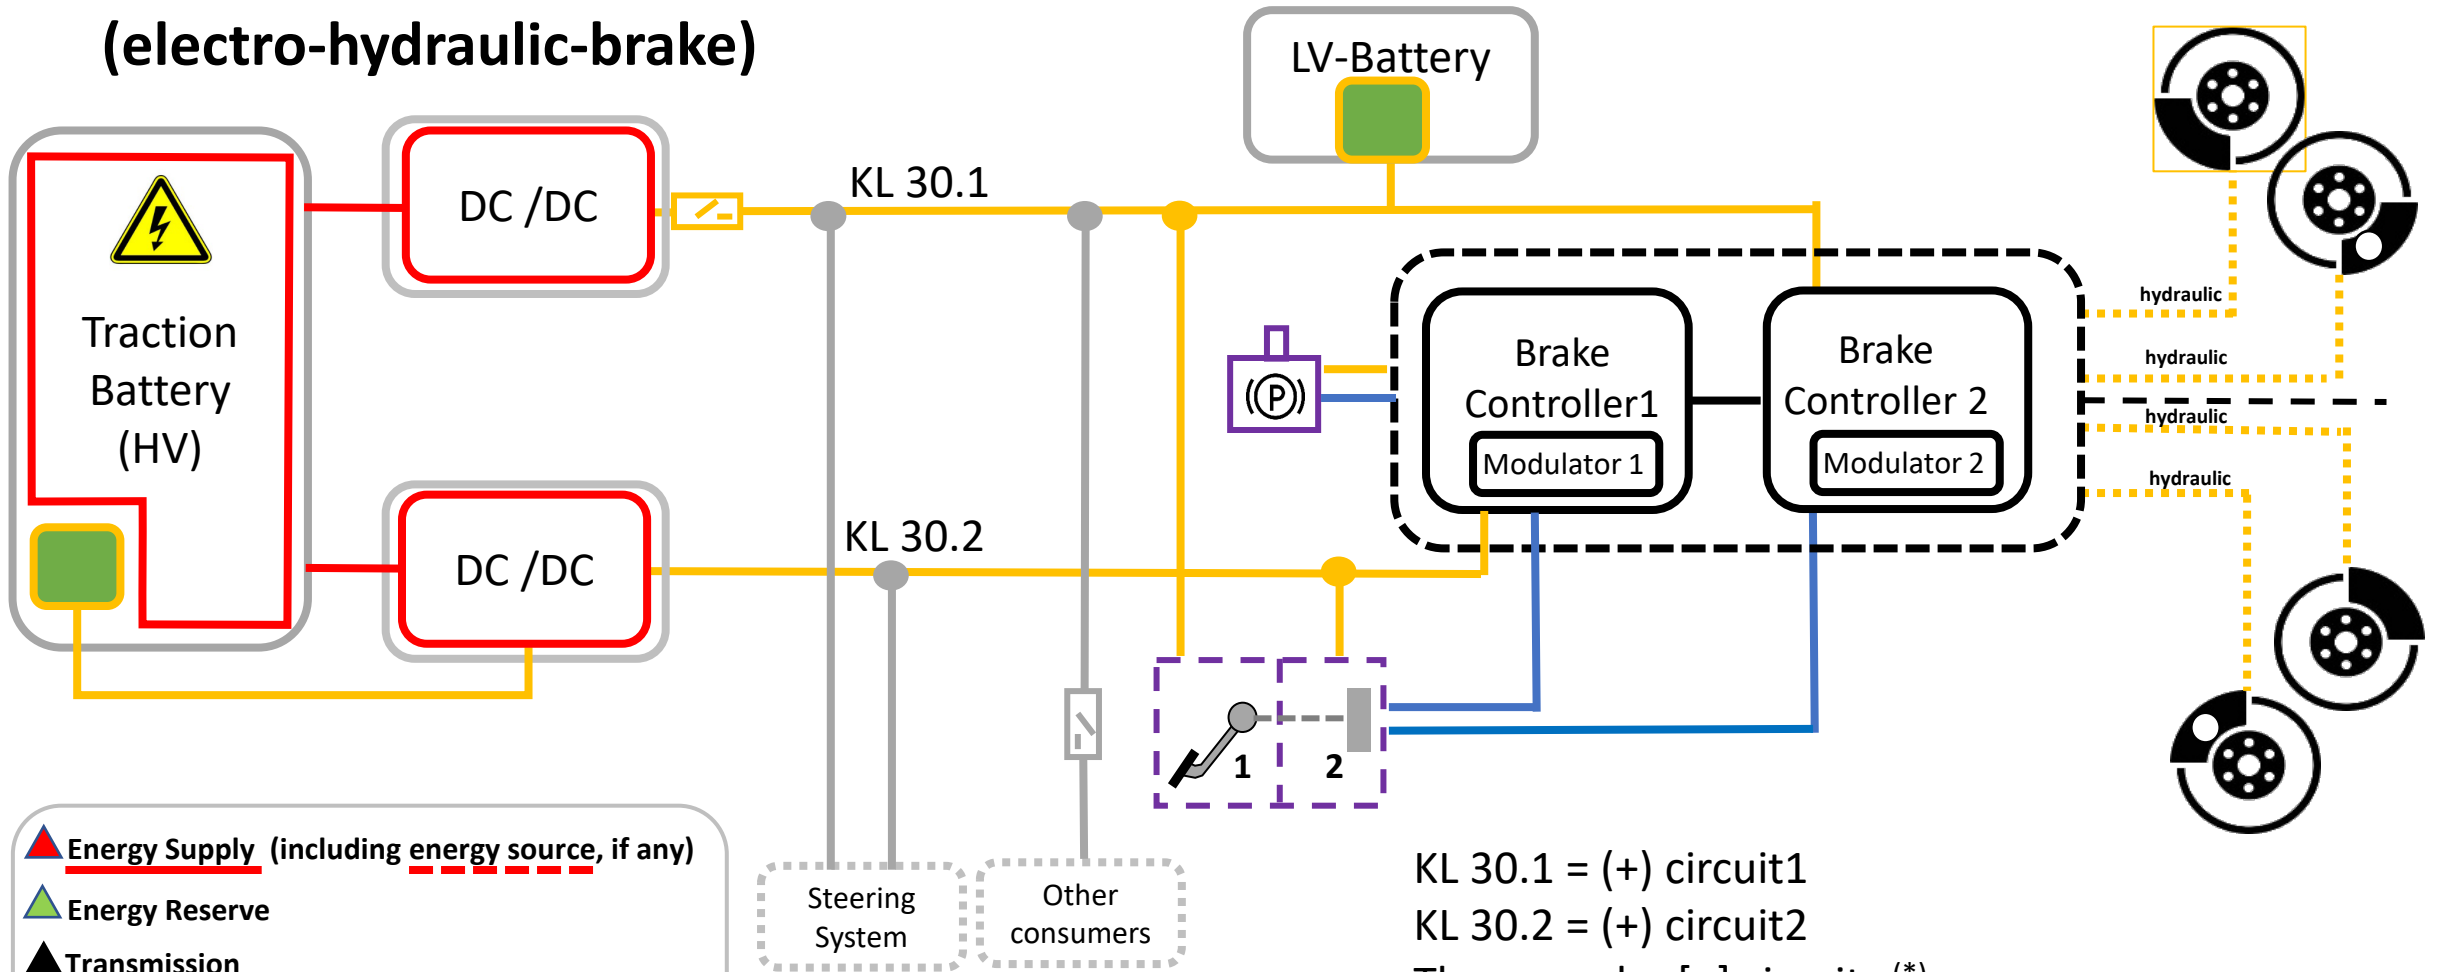 (electro-hydraulic-brake)
LV-Battery
DC /DC
KL 30.1
Traction
Battery
(HV)
hydraulic
hydraulic
hydraulic
hydraulic
(P)
Brake
Controller1
Modulator 1
Brake
Controller 2
Modulator 2
DC /DC
KL 30.2
1
2
Energy Supply (including energy source, if any)
Energy Reserve
Transmission
Steering
System
Other
consumers
KL 30.1 = (+) circuit1
KL 30.2 = (+) circuit2